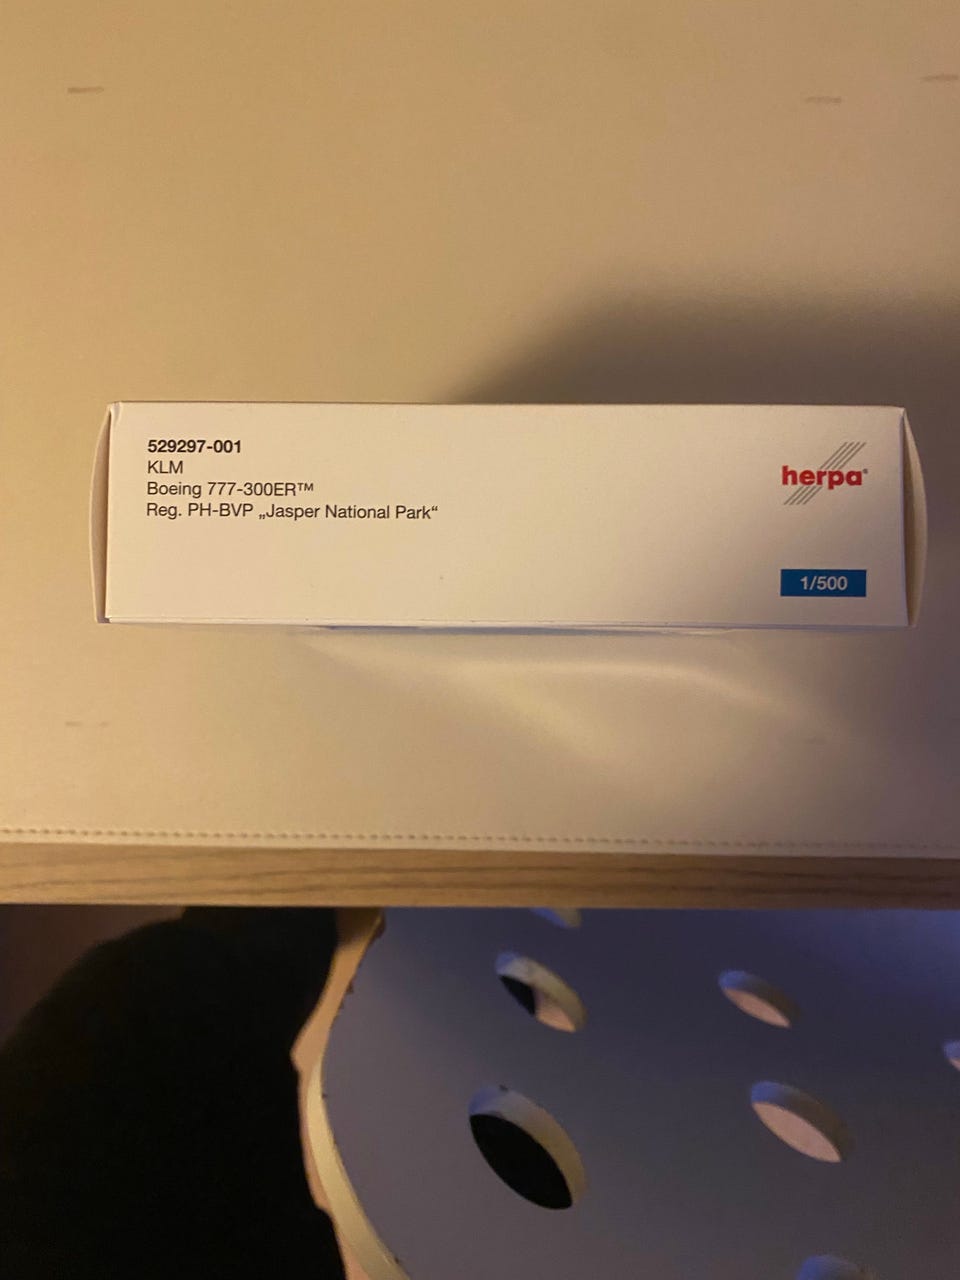 529297-001
KLM
Boeing 777-300ER™
Reg. PH-BVP „Jasper National Park“
herpa®
1/500